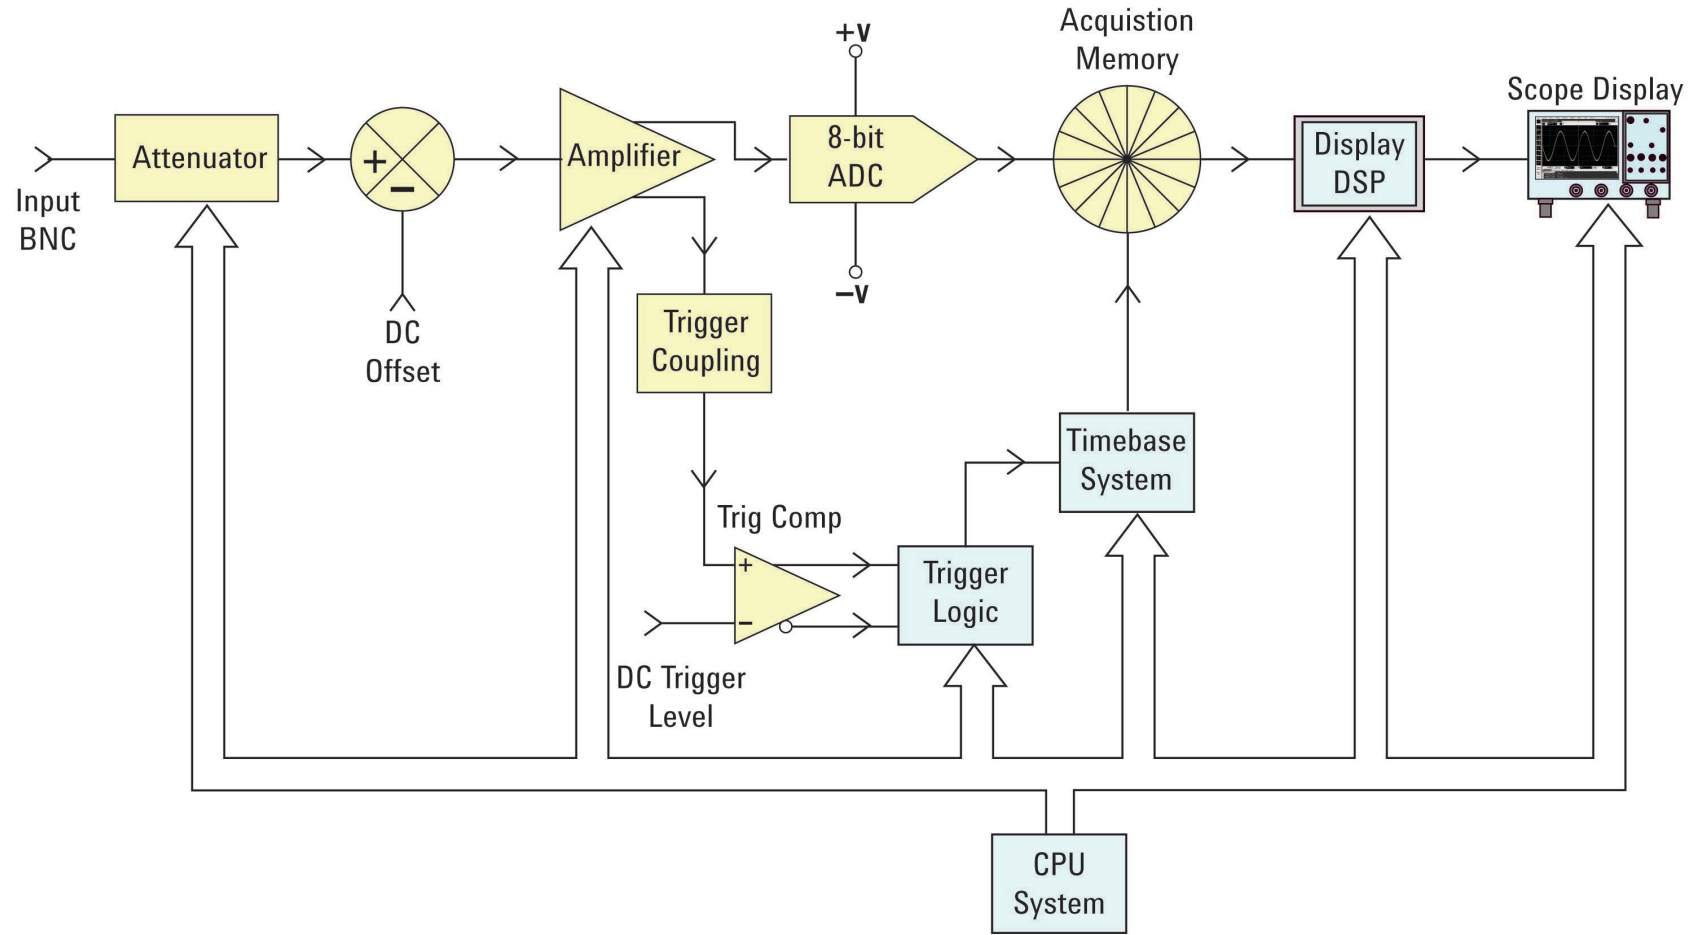 Acquistion
Memory
+v
Scope Display
Attenuator
+
−
Amplifier
8-bit
ADC
Display
DSP
Input
BNC
−v
DC
Offset
Trigger
Coupling
Timebase
System
Trig Comp
+
−
Trigger
Logic
DC Trigger
Level
CPU
System